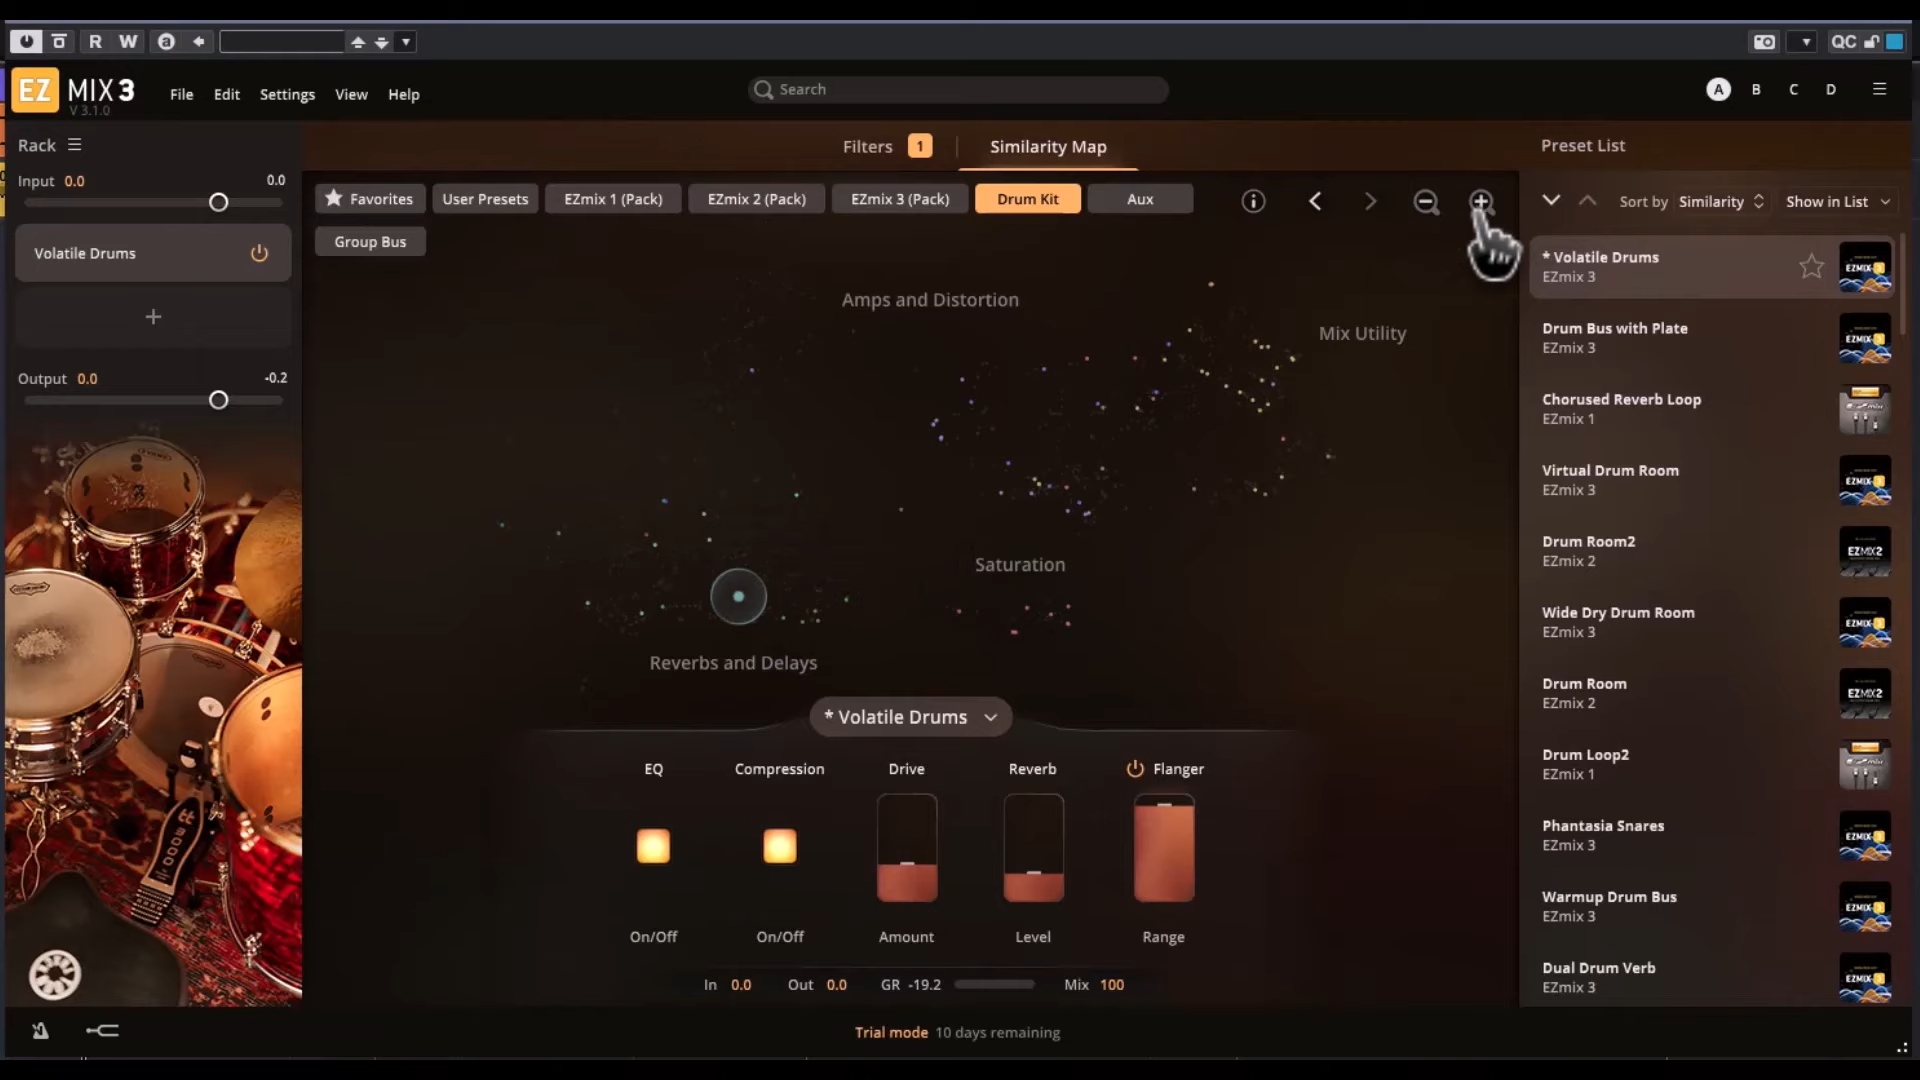 R W a QC
EZ MIX 3
V 3.1.0
File Edit Settings View Help
Search
A B C D
Rack
Filters 1 Similarity Map
Preset List
Input 0.0 0.0
Favorites User Presets EZmix 1 (Pack) EZmix 2 (Pack) EZmix 3 (Pack) Drum Kit Aux
Group Bus
Sort by Similarity Show in List
Volatile Drums
+
Output 0.0 -0.2
Amps and Distortion
Mix Utility
Saturation
Reverbs and Delays
* Volatile Drums
EQ Compression Drive Reverb Flanger
On/Off On/Off Amount Level Range
In 0.0 Out 0.0 GR -19.2 Mix 100
* Volatile Drums
EZmix 3
Drum Bus with Plate
EZmix 3
Chorused Reverb Loop
EZmix 1
Virtual Drum Room
EZmix 3
Drum Room2
EZmix 2
Wide Dry Drum Room
EZmix 3
Drum Room
EZmix 2
Drum Loop2
EZmix 1
Phantasia Snares
EZmix 3
Warmup Drum Bus
EZmix 3
Dual Drum Verb
EZmix 3
Trial mode 10 days remaining